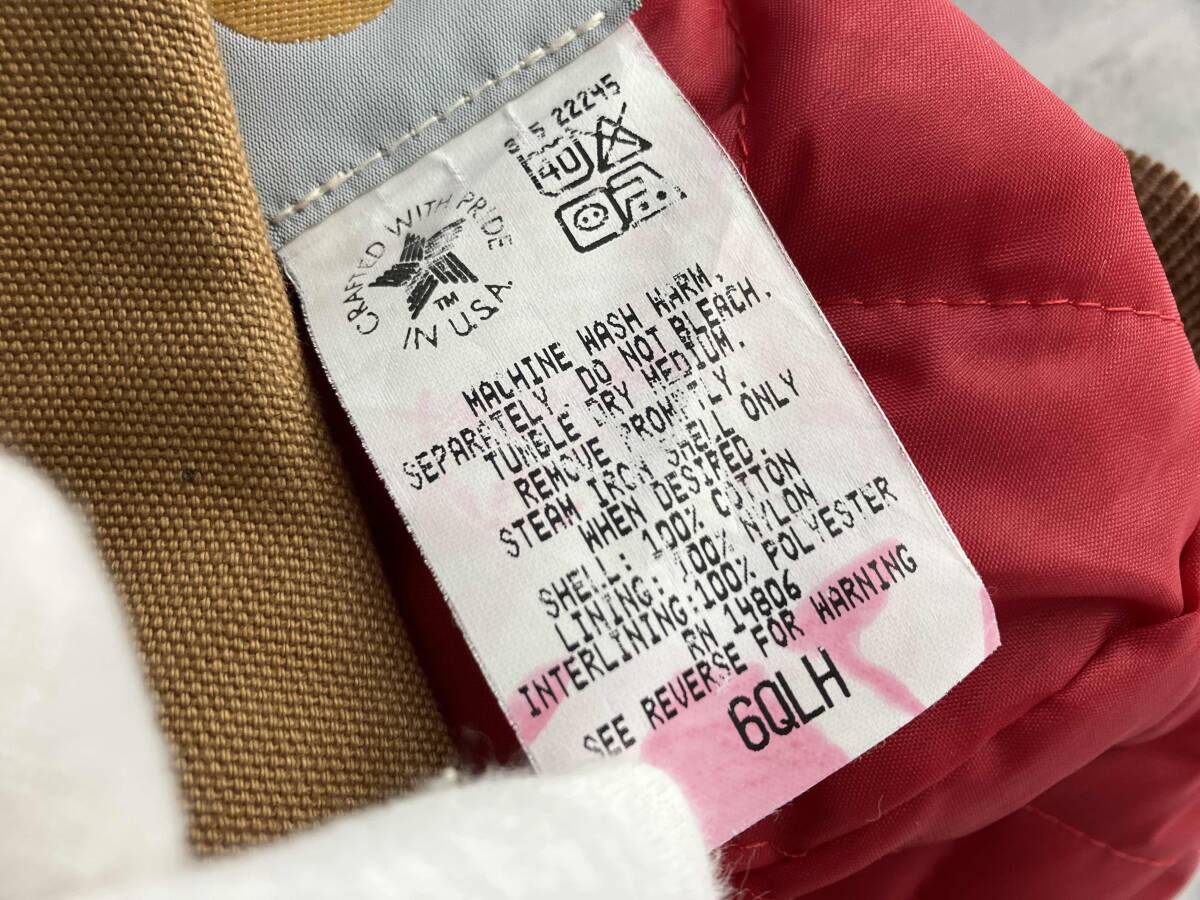 22245
40
CRAFTED WITH PRIDE
TM
IN U.S.A.
MACHINE WASH WARM,
SEPARATELY. DO NOT BLEACH.
TUMBLE DRY MEDIUM.
REMOVE PROMPTLY.
STEAM IRON SHELL ONLY
WHEN DESIRED.
SHELL: 100% COTTON
LINING: 100% NYLON
INTERLINING:100% POLYESTER
RN 14806
SEE REVERSE FOR WARNING
6QLH